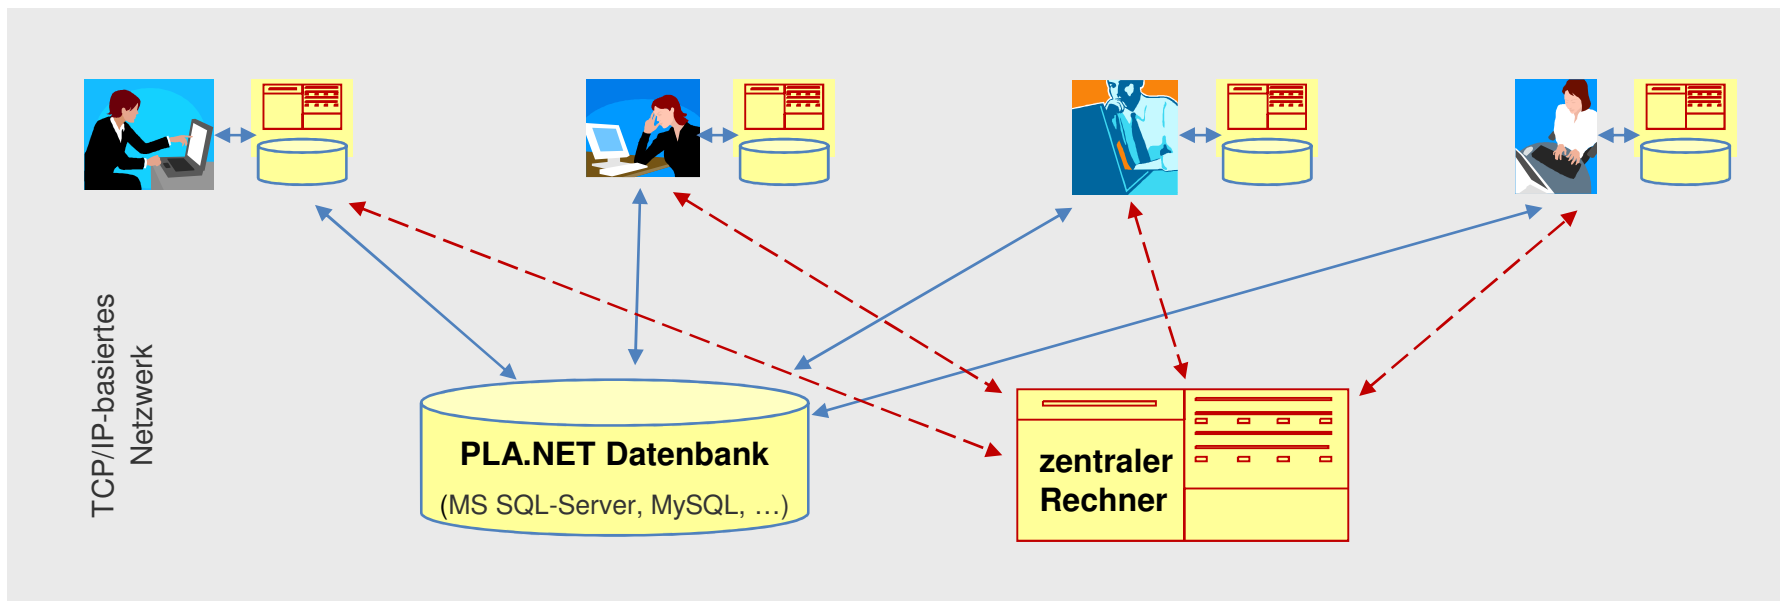 TCP/IP-basiertes
Netzwerk
PLA.NET Datenbank
(MS SQL-Server, MySQL, …)
zentraler
Rechner